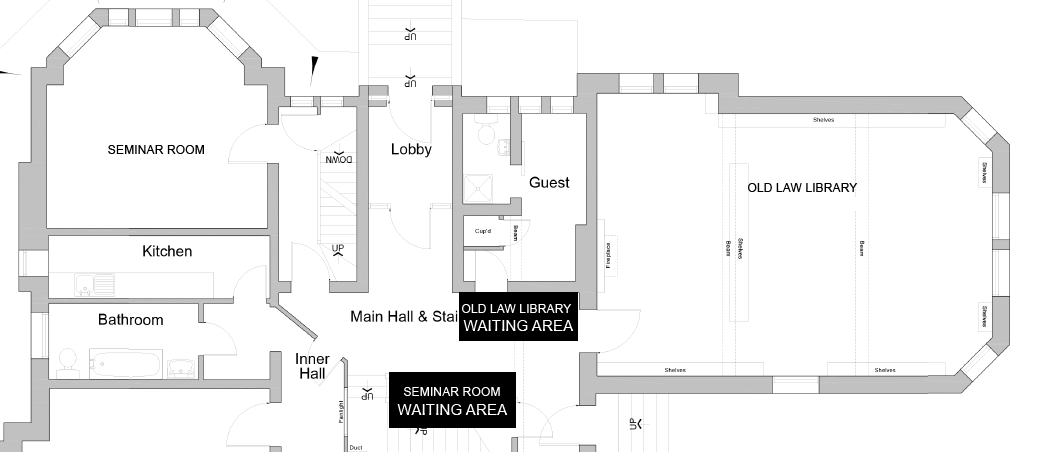 UP
UP
SEMINAR ROOM
Lobby
DOWN
Guest
Shelves
Shelves
OLD LAW LIBRARY
Cup'd
Beam
Fireplace
Beam
Shelves
Beam
Kitchen
UP
Main Hall & Stai
OLD LAW LIBRARY
WAITING AREA
Bathroom
Shelves
Inner
Hall
Shelves
Shelves
UP
SEMINAR ROOM
WAITING AREA
Fanlight
UP
Duct